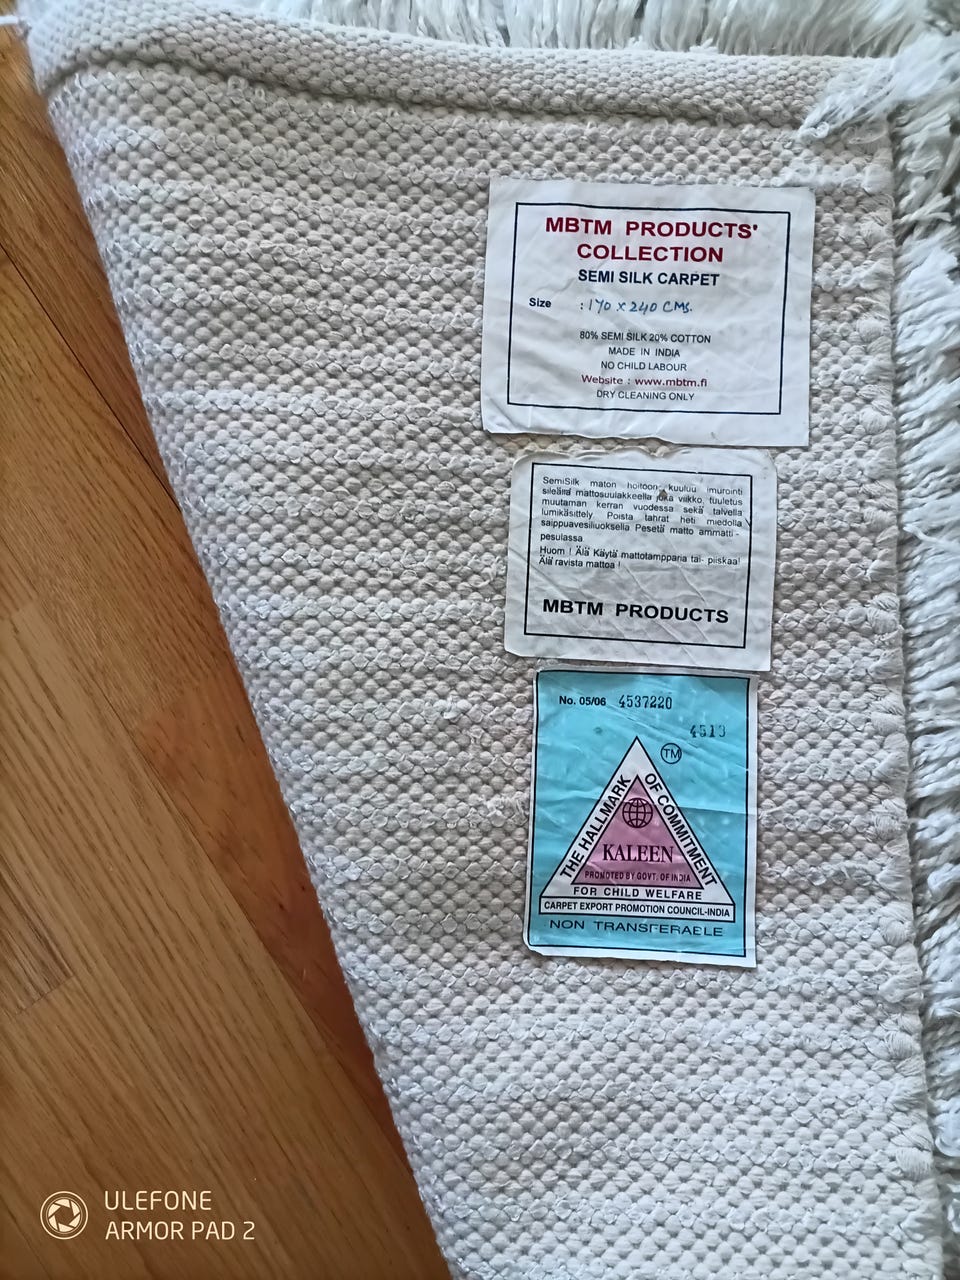 MBTM PRODUCTS'
COLLECTION
SEMI SILK CARPET
Size : 170 x 240 CMS.
80% SEMI SILK 20% COTTON
MADE IN INDIA
NO CHILD LABOUR
Website : www.mbtm.fi
DRY CLEANING ONLY
SemiSilk maton hoitoon kuuluu imurointi
sileällä mattosuulakkeella joka viikko, tuuletus
muutaman kerran vuodessa sekä talvella
lumikäsittely. Poista tahrat heti miedolla
saippuavesiliuoksella Pesetä matto ammatti-
pesulassa
Huom ! Älä Käytä mattotampparia tai- piiskaa!
Älä ravista mattoa !
MBTM PRODUCTS
No. 05/06 4537220
4513
TM
THE HALLMARK OF COMMITMENT
KALEEN
PROMOTED BY GOVT. OF INDIA
FOR CHILD WELFARE
CARPET EXPORT PROMOTION COUNCIL-INDIA
NON TRANSFERABLE
ULEFONE
ARMOR PAD 2